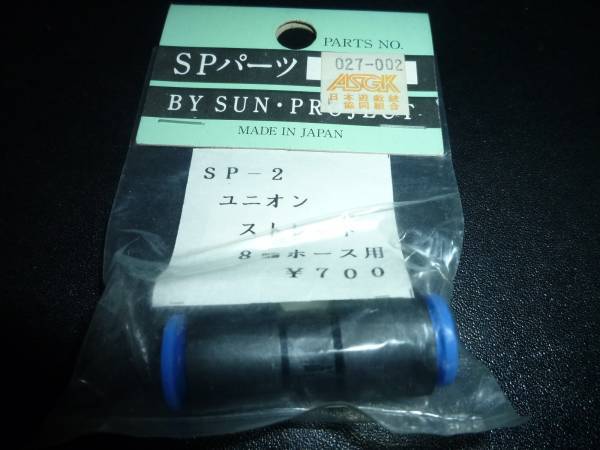 PARTS NO.
SPパーツ
027-002
ASGK
日本遊戯銃
協同組合
BY SUN・PROJECT
MADE IN JAPAN
SP－2
ユニオン
ストレート
8㎜ホース用
￥700